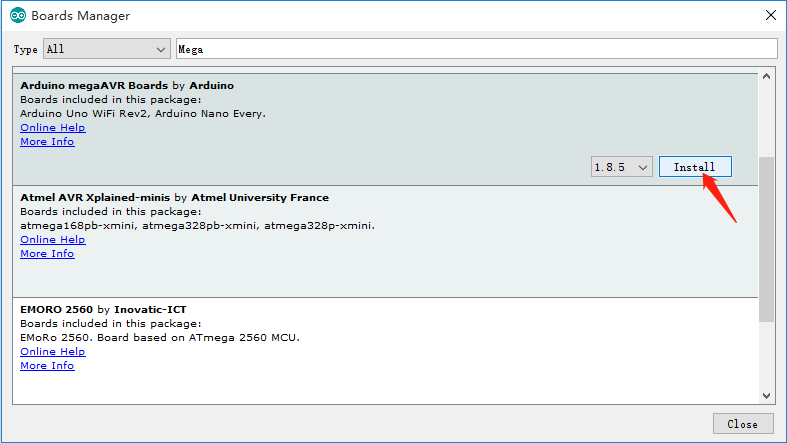 Boards Manager
Type All Mega
Arduino megaAVR Boards by Arduino
Boards included in this package:
Arduino Uno WiFi Rev2, Arduino Nano Every.
Online Help
More Info
1.8.5 Install
Atmel AVR Xplained-minis by Atmel University France
Boards included in this package:
atmega168pb-xmini, atmega328pb-xmini, atmega328p-xmini.
Online Help
More Info
EMORO 2560 by Inovatic-ICT
Boards included in this package:
EMoRo 2560. Board based on ATmega 2560 MCU.
Online Help
More Info
Close